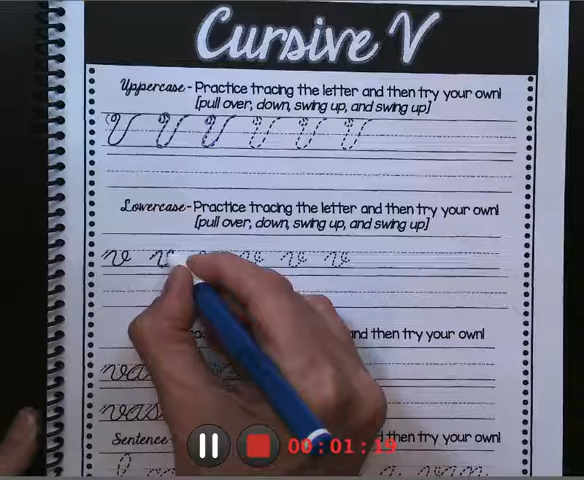 Cursive V
Uppercase - Practice tracing the letter and then try your own!
[pull over, down, swing up, and swing up]
V V V V V V
Lowercase - Practice tracing the letter and then try your own!
[pull over, down, swing up, and swing up]
v v v v v
and then try your own!
Sentence - d then try your own!
00:01:19